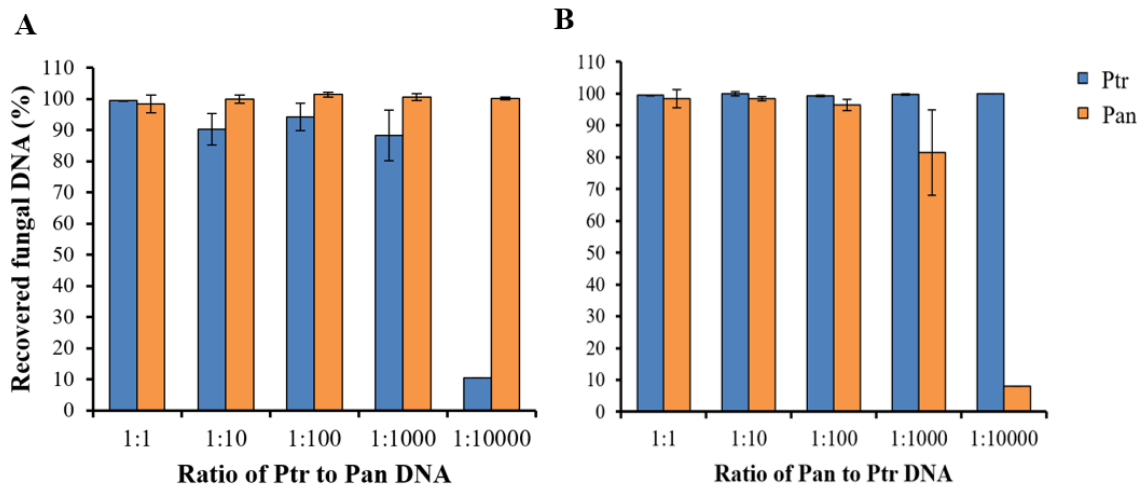 A
Recovered fungal DNA (%)
110
100
90
80
70
60
50
40
30
20
10
0
1:1 1:10 1:100 1:1000 1:10000
Ratio of Ptr to Pan DNA
B
110
100
90
80
70
60
50
40
30
20
10
0
1:1 1:10 1:100 1:1000 1:10000
Ratio of Pan to Ptr DNA
Ptr
Pan